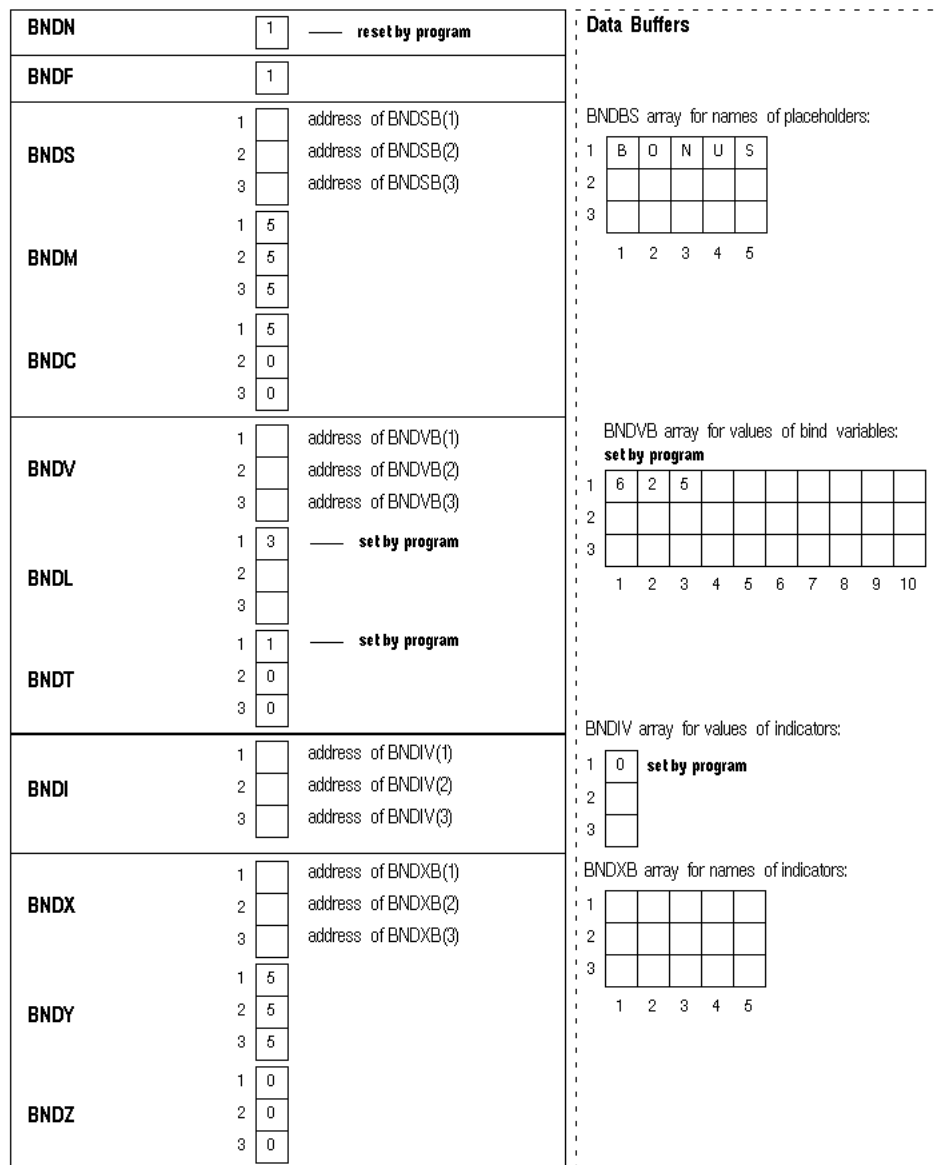 BNDN 1 reset by program
BNDF 1
1 address of BNDSB(1)
BNDS 2 address of BNDSB(2)
3 address of BNDSB(3)
1 5
BNDM 2 5
3 5
1 5
BNDC 2 0
3 0
1 address of BNDVB(1)
BNDV 2 address of BNDVB(2)
3 address of BNDVB(3)
1 3 set by program
BNDL 2
3
1 1 set by program
BNDT 2 0
3 0
1 address of BNDIV(1)
BNDI 2 address of BNDIV(2)
3 address of BNDIV(3)
1 address of BNDXB(1)
BNDX 2 address of BNDXB(2)
3 address of BNDXB(3)
1 5
BNDY 2 5
3 5
1 0
BNDZ 2 0
3 0
Data Buffers
BNDBS array for names of placeholders:
1 B O N U S
2
3
1 2 3 4 5
BNDVB array for values of bind variables:
set by program
1 6 2 5
2
3
1 2 3 4 5 6 7 8 9 10
BNDIV array for values of indicators:
1 0 set by program
2
3
BNDXB array for names of indicators:
1
2
3
1 2 3 4 5